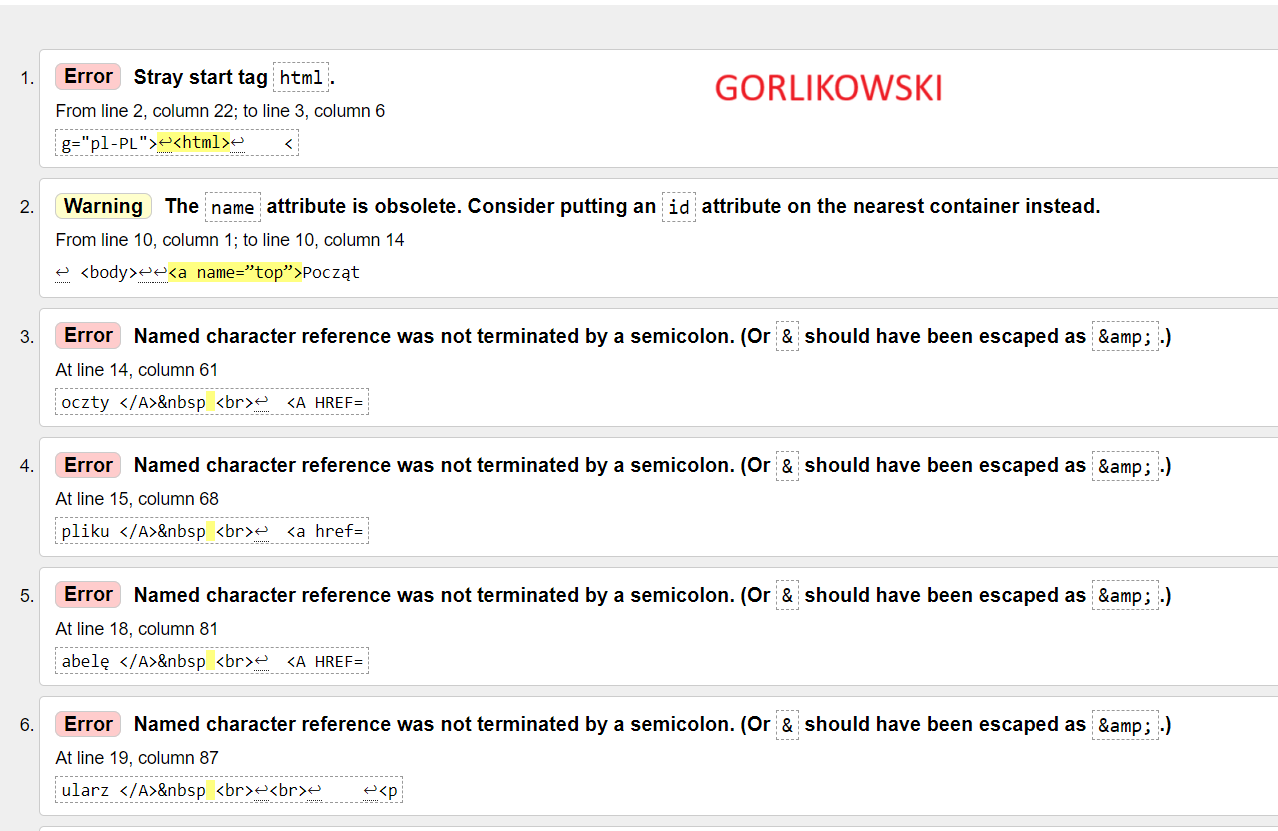 1. Error Stray start tag html.
GORLIKOWSKI
From line 2, column 22; to line 3, column 6
g="pl-PL">↩<html>↩    <
2. Warning The name attribute is obsolete. Consider putting an id attribute on the nearest container instead.
From line 10, column 1; to line 10, column 14
↩ <body>↩↩<a name=”top”>Począt
3. Error Named character reference was not terminated by a semicolon. (Or & should have been escaped as &amp;.)
At line 14, column 61
oczty </A>&nbsp <br>↩  <A HREF=
4. Error Named character reference was not terminated by a semicolon. (Or & should have been escaped as &amp;.)
At line 15, column 68
pliku </A>&nbsp <br>↩  <a href=
5. Error Named character reference was not terminated by a semicolon. (Or & should have been escaped as &amp;.)
At line 18, column 81
abelę </A>&nbsp <br>↩  <A HREF=
6. Error Named character reference was not terminated by a semicolon. (Or & should have been escaped as &amp;.)
At line 19, column 87
ularz </A>&nbsp <br>↩<br>↩    ↩<p